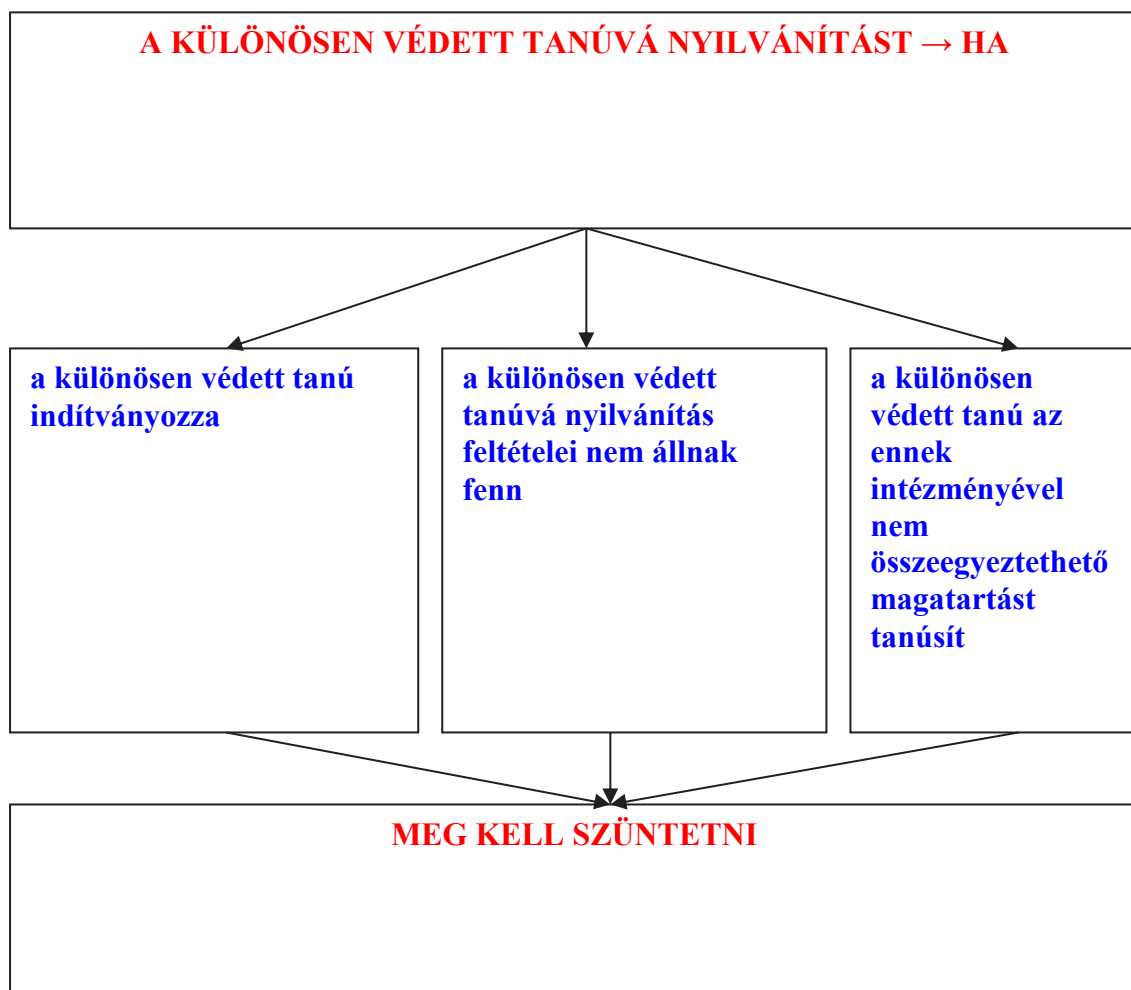 A KÜLÖNÖSEN VÉDETT TANÚVÁ NYILVÁNÍTÁST → HA
a különösen védett tanú
indítványozza
a különösen védett
tanúvá nyilvánítás
feltételei nem állnak
fenn
a különösen
védett tanú az
ennek
intézményével
nem
összeegyeztethető
magatartást
tanúsít
MEG KELL SZÜNTETNI